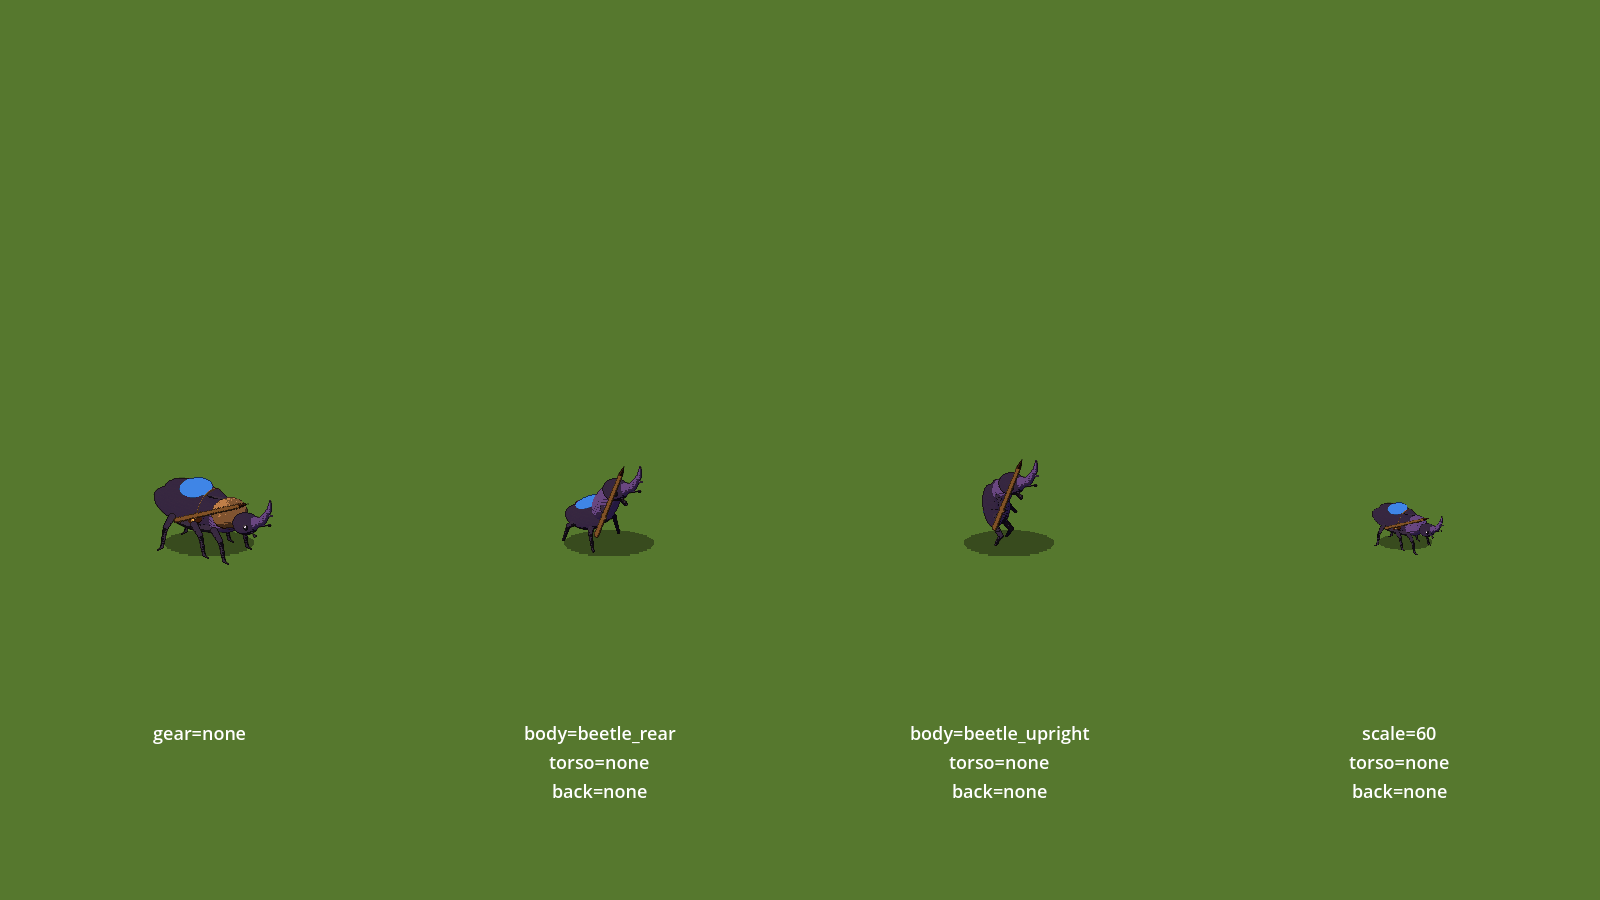 gear=none
body=beetle_rear
torso=none
back=none
body=beetle_upright
torso=none
back=none
scale=60
torso=none
back=none